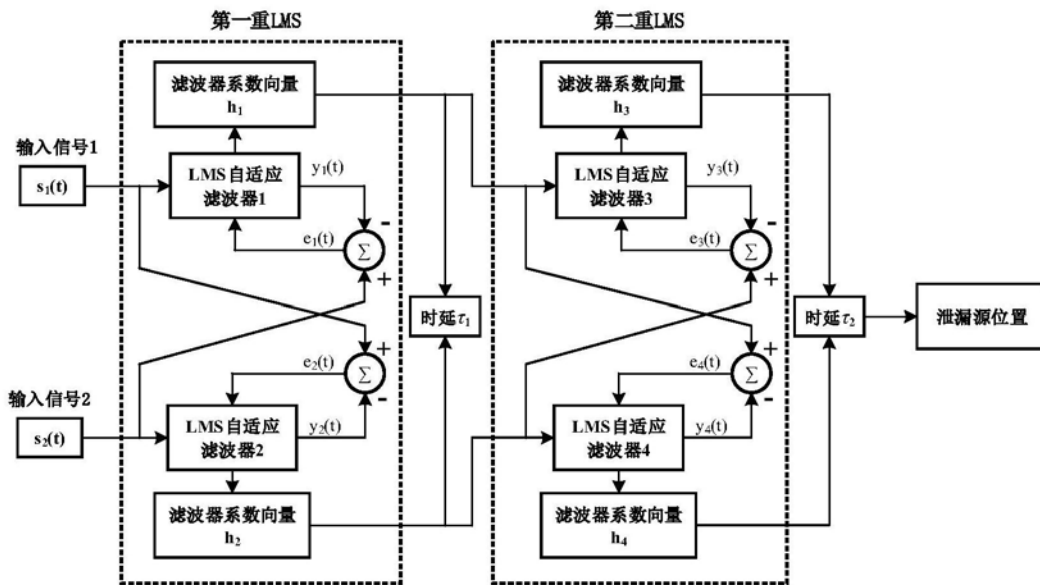 第一重LMS
第二重LMS
滤波器系数向量
h₁
滤波器系数向量
h₃
输入信号1
s₁(t)
LMS自适应
滤波器1
y₁(t)
-
e₁(t)
Σ
+
LMS自适应
滤波器3
y₃(t)
-
e₃(t)
Σ
+
时延τ₁
时延τ₂
泄漏源位置
输入信号2
s₂(t)
+
e₂(t)
Σ
-
LMS自适应
滤波器2
y₂(t)
+
e₄(t)
Σ
-
LMS自适应
滤波器4
y₄(t)
滤波器系数向量
h₂
滤波器系数向量
h₄